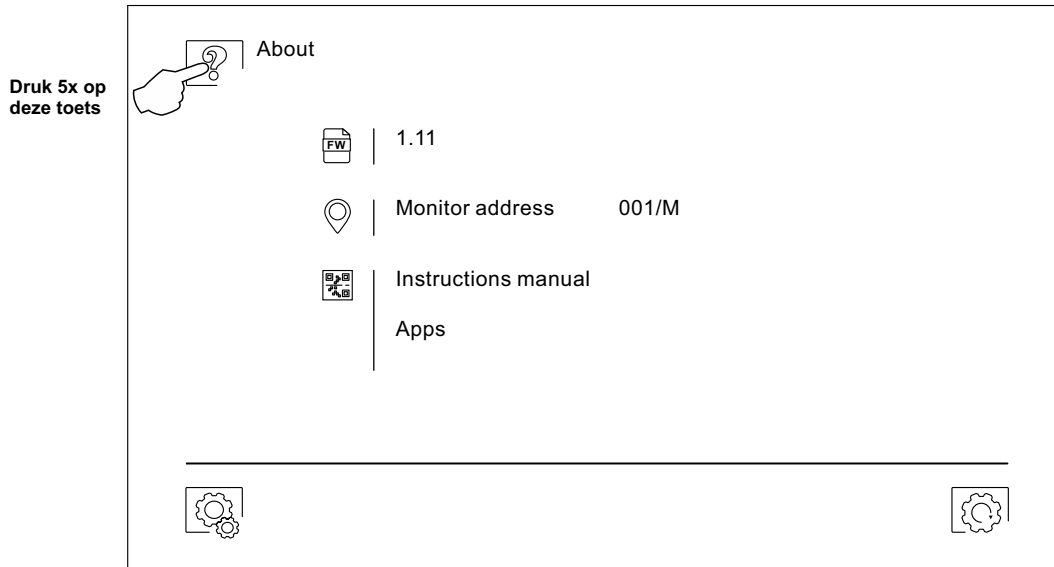 About
Druk 5x op
deze toets
FW
1.11
Monitor address 001/M
Instructions manual
Apps